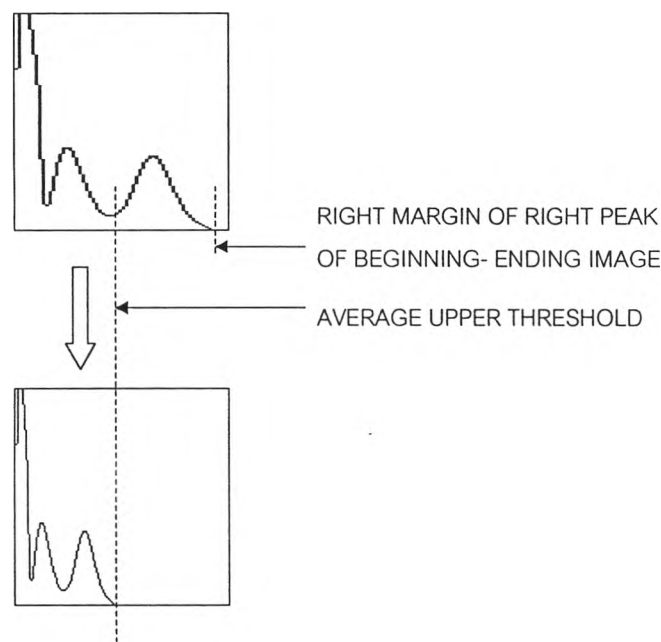 RIGHT MARGIN OF RIGHT PEAK
OF BEGINNING- ENDING IMAGE
AVERAGE UPPER THRESHOLD